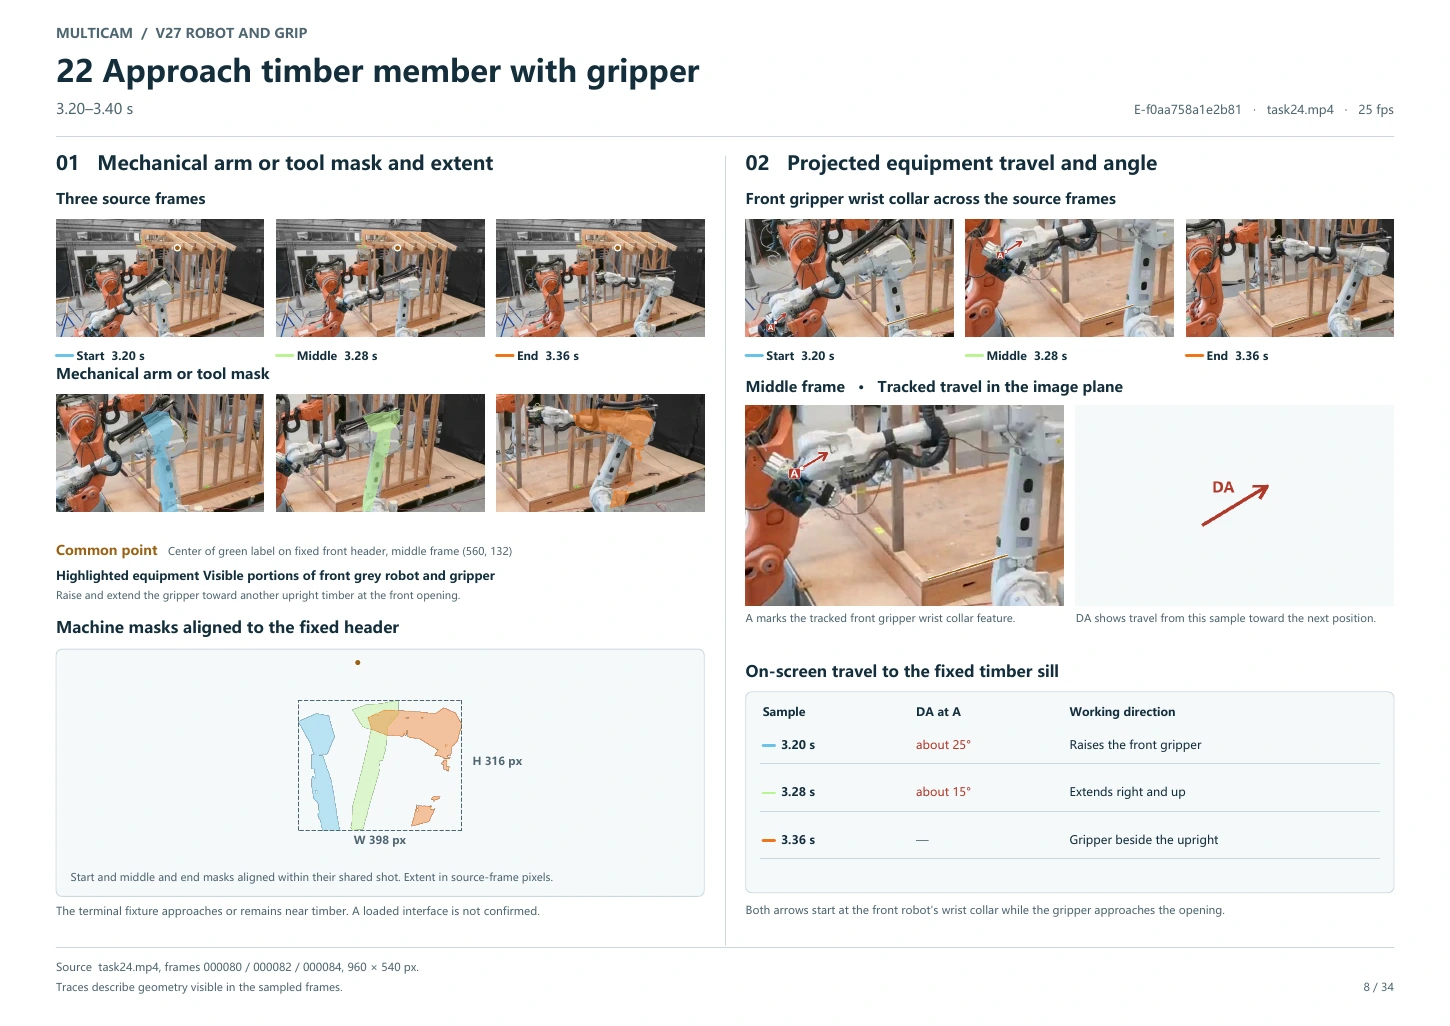 MULTICAM / V27 ROBOT AND GRIP
22 Approach timber member with gripper
3.20–3.40 s
E-f0aa758a1e2b81 · task24.mp4 · 25 fps
01 Mechanical arm or tool mask and extent
Three source frames
Start 3.20 s
Middle 3.28 s
End 3.36 s
Mechanical arm or tool mask
Common point Center of green label on fixed front header, middle frame (560, 132)
Highlighted equipment Visible portions of front grey robot and gripper
Raise and extend the gripper toward another upright timber at the front opening.
Machine masks aligned to the fixed header
H 316 px
W 398 px
Start and middle and end masks aligned within their shared shot. Extent in source-frame pixels.
The terminal fixture approaches or remains near timber. A loaded interface is not confirmed.
02 Projected equipment travel and angle
Front gripper wrist collar across the source frames
A
A
Start 3.20 s
Middle 3.28 s
End 3.36 s
Middle frame • Tracked travel in the image plane
A
DA
A marks the tracked front gripper wrist collar feature.
DA shows travel from this sample toward the next position.
On-screen travel to the fixed timber sill
Sample DA at A Working direction
3.20 s about 25° Raises the front gripper
3.28 s about 15° Extends right and up
3.36 s — Gripper beside the upright
Both arrows start at the front robot's wrist collar while the gripper approaches the opening.
Source task24.mp4, frames 000080 / 000082 / 000084, 960 × 540 px.
Traces describe geometry visible in the sampled frames.
8 / 34